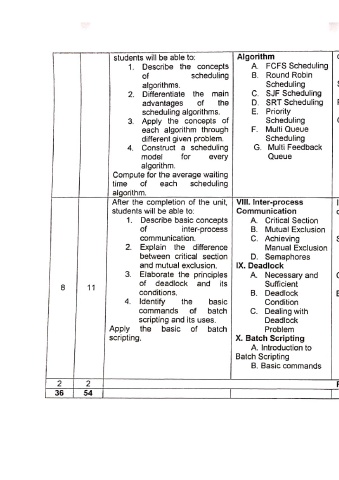 students will be able to:
1. Describe the concepts
of scheduling
algorithms.
2. Differentiate the main
advantages of the
scheduling algorithms.
3. Apply the concepts of
each algorithm through
different given problem.
4. Construct a scheduling
model for every
algorithm.
Compute for the average waiting
time of each scheduling
algorithm.
Algorithm
A. FCFS Scheduling
B. Round Robin
Scheduling
C. SJF Scheduling
D. SRT Scheduling
E. Priority
Scheduling
F. Multi Queue
Scheduling
G. Multi Feedback
Queue
8
11
After the completion of the unit,
students will be able to:
1. Describe basic concepts
of inter-process
communication.
2. Explain the difference
between critical section
and mutual exclusion.
3. Elaborate the principles
of deadlock and its
conditions.
4. Identify the basic
commands of batch
scripting and its uses.
Apply the basic of batch
scripting.
VIII. Inter-process
Communication
A. Critical Section
B. Mutual Exclusion
C. Achieving
Manual Exclusion
D. Semaphores
IX. Deadlock
A. Necessary and
Sufficient
B. Deadlock
Condition
C. Dealing with
Deadlock
Problem
X. Batch Scripting
A. Introduction to
Batch Scripting
B. Basic commands
2 2
36 54